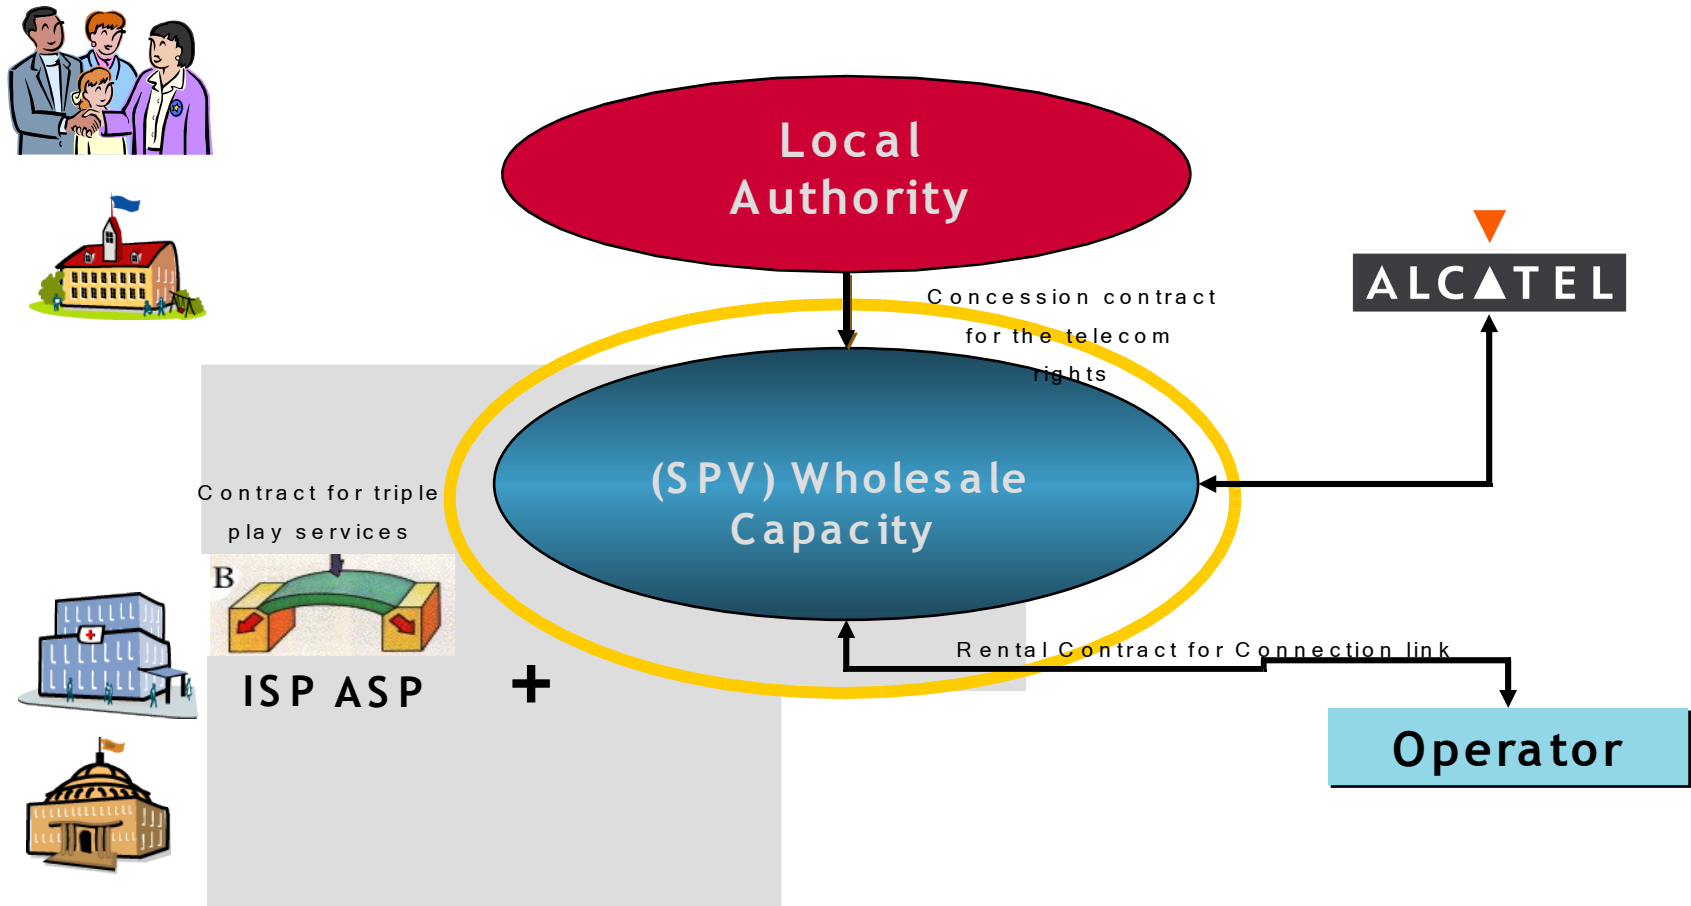 Local
Authority
Concession contract
for the telecom
rights
ALCATEL
(SPV) Wholesale
Capacity
Contract for triple
play services
B
Rental Contract for Connection link
ISP ASP +
Operator